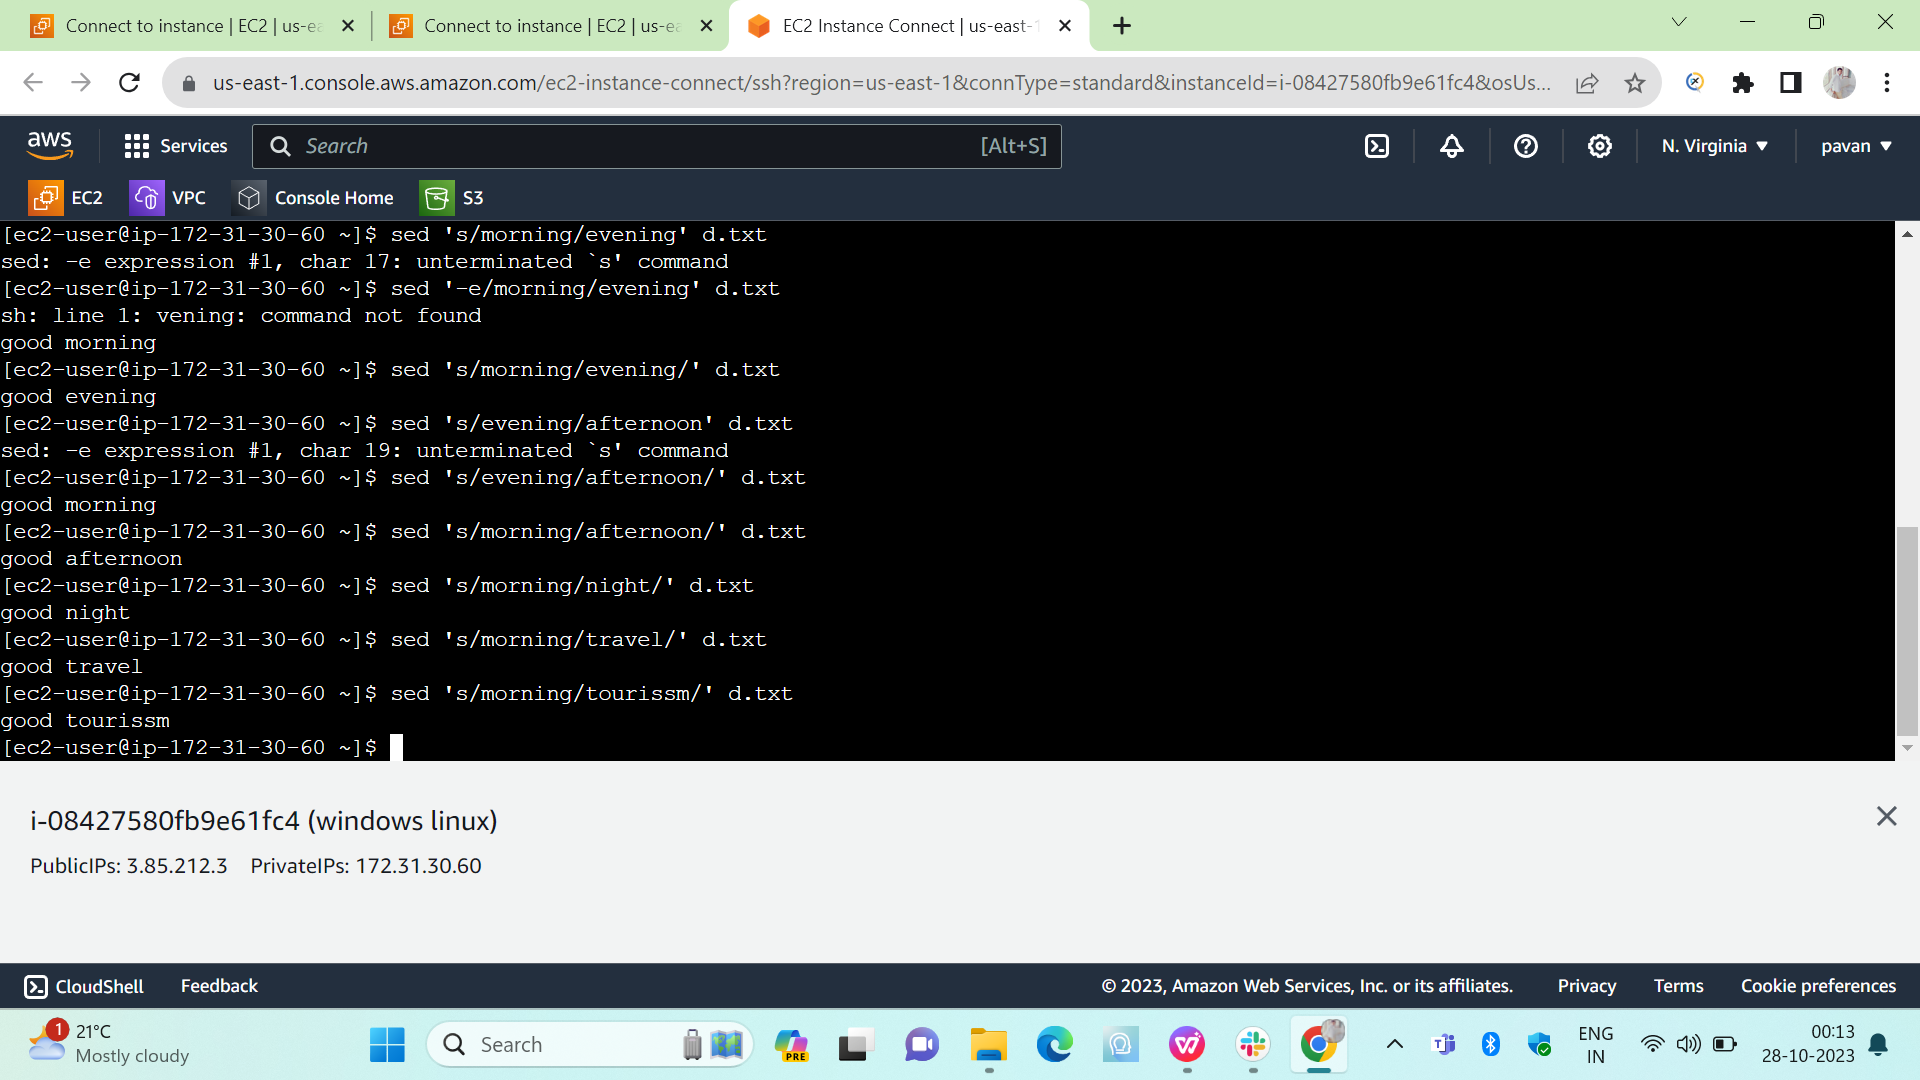 Connect to instance | EC2 | us-ea
Connect to instance | EC2 | us-ea
EC2 Instance Connect | us-east-1
us-east-1.console.aws.amazon.com/ec2-instance-connect/ssh?region=us-east-1&connType=standard&instanceId=i-08427580fb9e61fc4&osUs...
aws
Services
Search
[Alt+S]
N. Virginia
pavan
EC2
VPC
Console Home
S3
[ec2-user@ip-172-31-30-60 ~]$ sed 's/morning/evening' d.txt
sed: -e expression #1, char 17: unterminated `s' command
[ec2-user@ip-172-31-30-60 ~]$ sed '-e/morning/evening' d.txt
sh: line 1: vening: command not found
good morning
[ec2-user@ip-172-31-30-60 ~]$ sed 's/morning/evening/' d.txt
good evening
[ec2-user@ip-172-31-30-60 ~]$ sed 's/evening/afternoon' d.txt
sed: -e expression #1, char 19: unterminated `s' command
[ec2-user@ip-172-31-30-60 ~]$ sed 's/evening/afternoon/' d.txt
good morning
[ec2-user@ip-172-31-30-60 ~]$ sed 's/morning/afternoon/' d.txt
good afternoon
[ec2-user@ip-172-31-30-60 ~]$ sed 's/morning/night/' d.txt
good night
[ec2-user@ip-172-31-30-60 ~]$ sed 's/morning/travel/' d.txt
good travel
[ec2-user@ip-172-31-30-60 ~]$ sed 's/morning/tourissm/' d.txt
good tourissm
[ec2-user@ip-172-31-30-60 ~]$
i-08427580fb9e61fc4 (windows linux)
PublicIPs: 3.85.212.3 PrivateIPs: 172.31.30.60
CloudShell
Feedback
© 2023, Amazon Web Services, Inc. or its affiliates.
Privacy
Terms
Cookie preferences
1
21°C
Mostly cloudy
Search
PRE
ENG
IN
00:13
28-10-2023